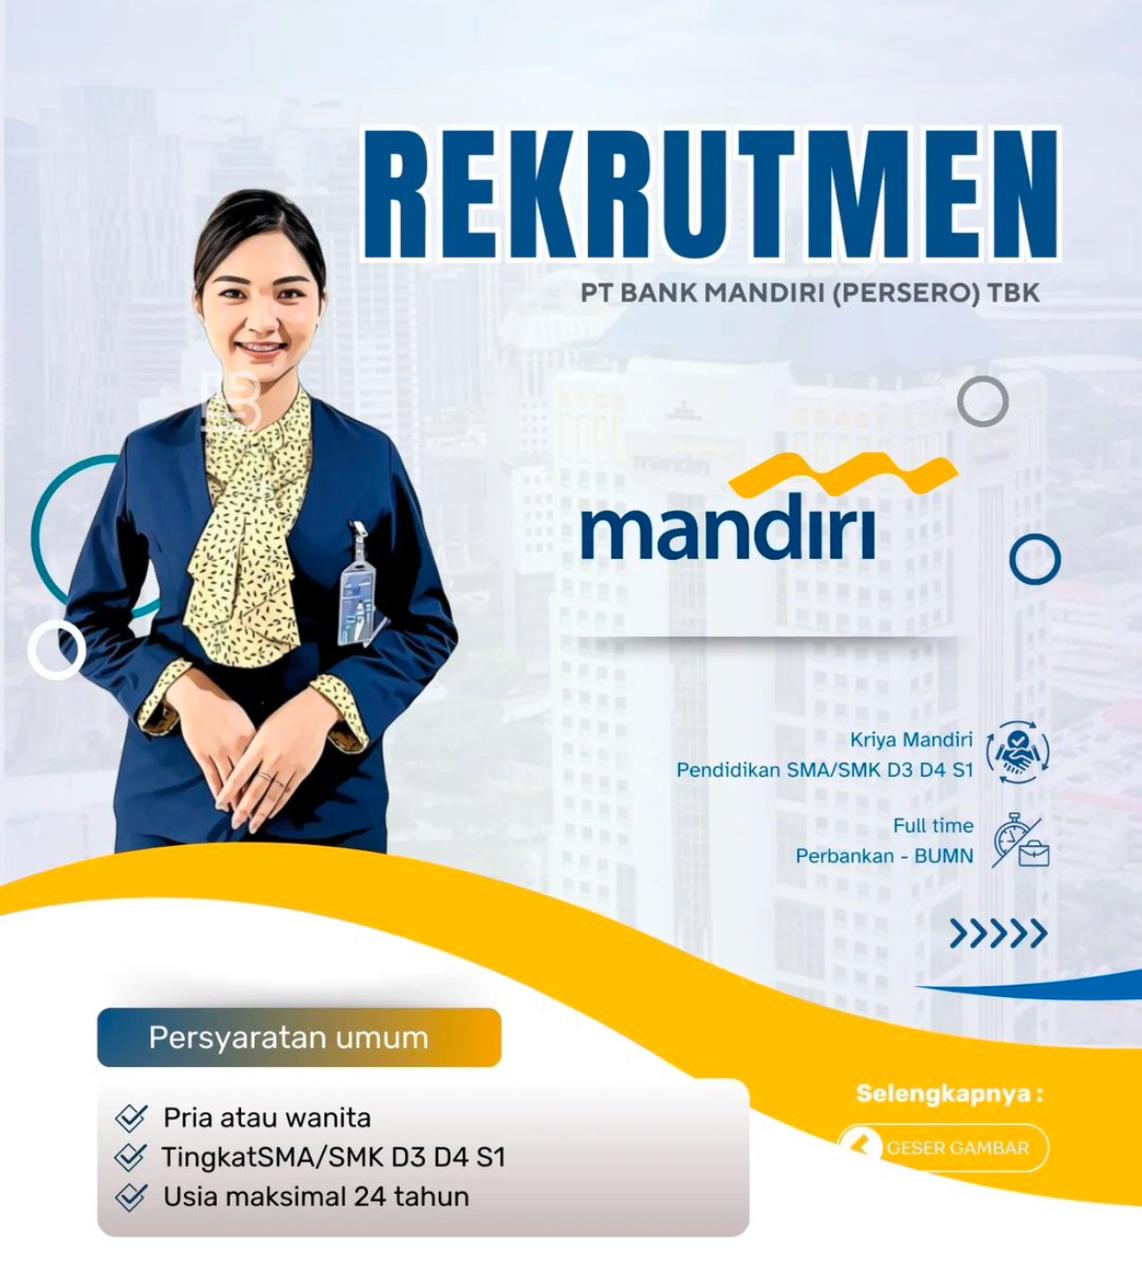 REKRUTMEN
PT BANK MANDIRI (PERSERO) TBK
mandiri
mandiri
Kriya Mandiri
Pendidikan SMA/SMK D3 D4 S1
Full time
Perbankan - BUMN
Persyaratan umum
Pria atau wanita
TingkatSMA/SMK D3 D4 S1
Usia maksimal 24 tahun
Selengkapnya :
GESER GAMBAR